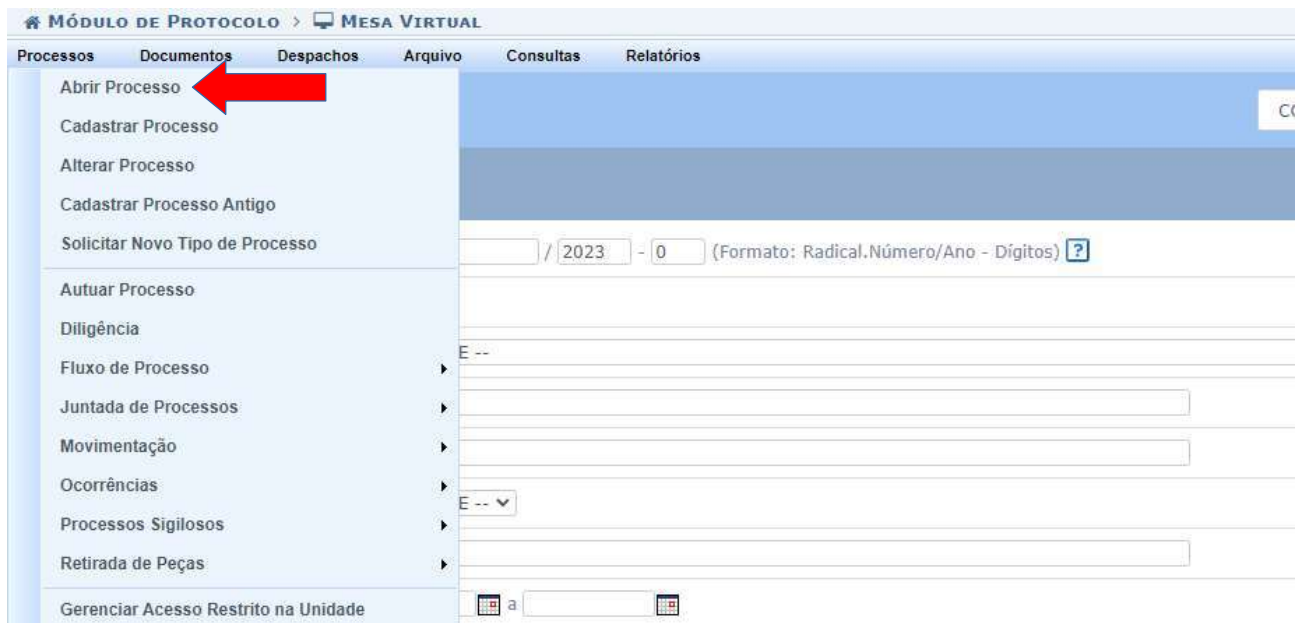 MÓDULO DE PROTOCOLO > MESA VIRTUAL
Processos Documentos Despachos Arquivo Consultas Relatórios
Abrir Processo
Cadastrar Processo
Alterar Processo
Cadastrar Processo Antigo
Solicitar Novo Tipo de Processo
/ 2023 - 0 (Formato: Radical.Número/Ano - Dígitos) ?
Autuar Processo
Diligência
E --
Fluxo de Processo
Juntada de Processos
Movimentação
Ocorrências
E --
Processos Sigilosos
Retirada de Peças
Gerenciar Acesso Restrito na Unidade
a